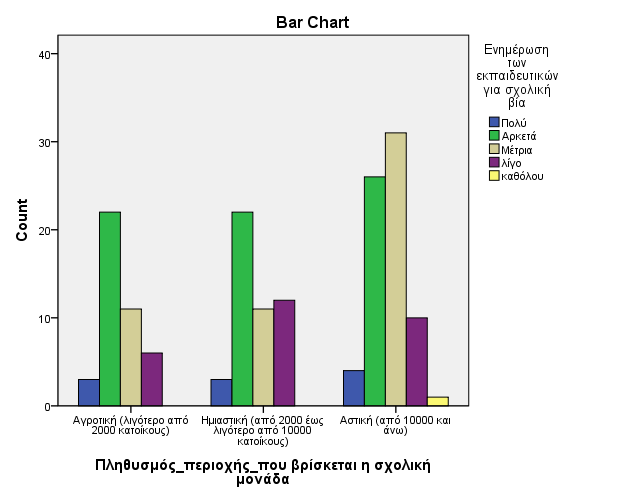 Bar Chart
40
30
20
10
0
Count
Αγροτική (λιγότερο από
2000 κατοίκους)
Ημιαστική (από 2000 έως
λιγότερο από 10000
κατοίκους)
Αστική (από 10000 και
άνω)
Πληθυσμός_περιοχής_που βρίσκεται η σχολική
μονάδα
Ενημέρωση
των
εκπαιδευτικών
για σχολική
βία
Πολύ
Αρκετά
Μέτρια
λίγο
καθόλου